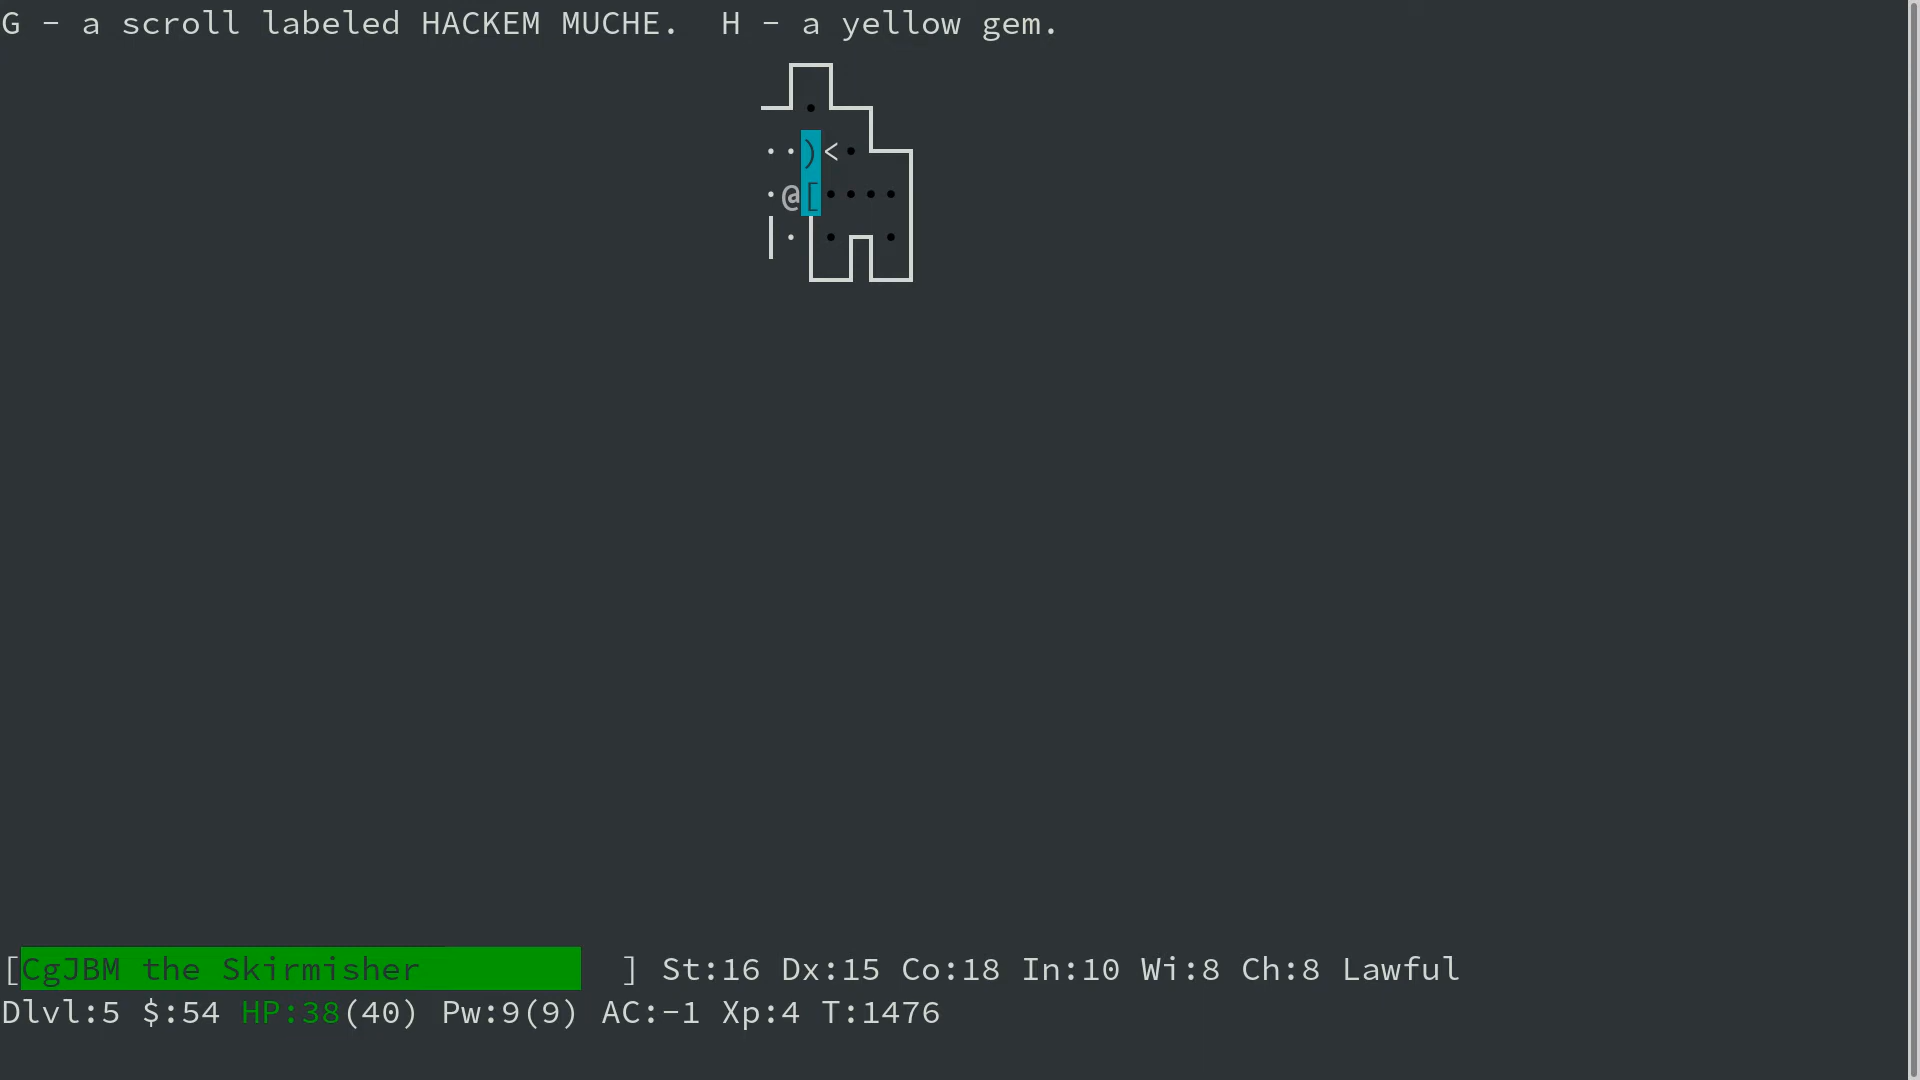 G - a scroll labeled HACKEM MUCHE.  H - a yellow gem.
·
··)<·
·@[····
|· · ·
[CgJBM the Skirmisher          ] St:16 Dx:15 Co:18 In:10 Wi:8 Ch:8 Lawful
Dlvl:5 $:54 HP:38(40) Pw:9(9) AC:-1 Xp:4 T:1476